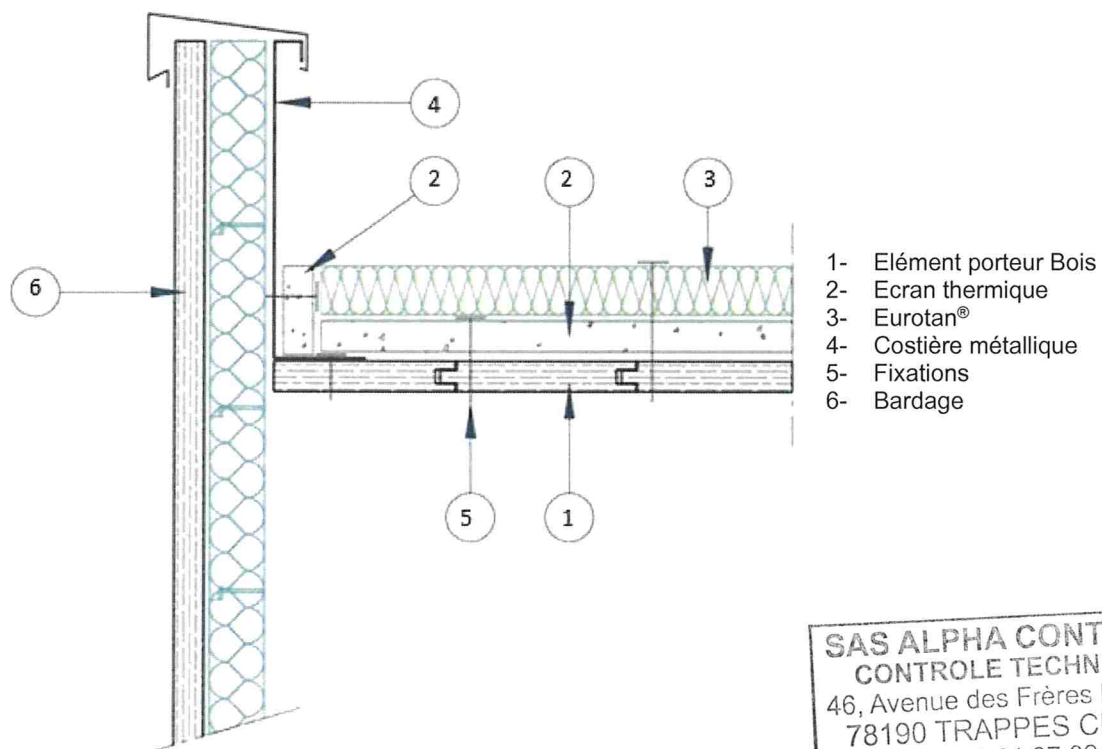 4
2
2
3
6
5
1
1- Elément porteur Bois
2- Ecran thermique
3- Eurotan®
4- Costière métallique
5- Fixations
6- Bardage
SAS ALPHA CONT
CONTROLE TECHN
46, Avenue des Frères
78190 TRAPPES C